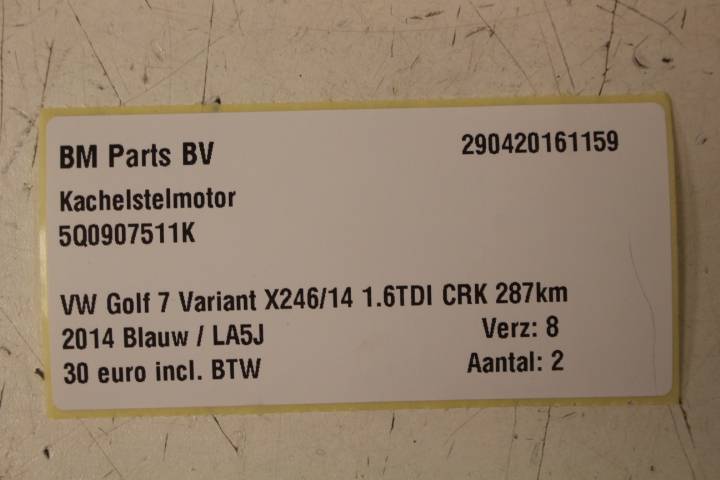 BM Parts BV 290420161159
Kachelstelmotor
5Q0907511K
VW Golf 7 Variant X246/14 1.6TDI CRK 287km
2014 Blauw / LA5J Verz: 8
30 euro incl. BTW Aantal: 2